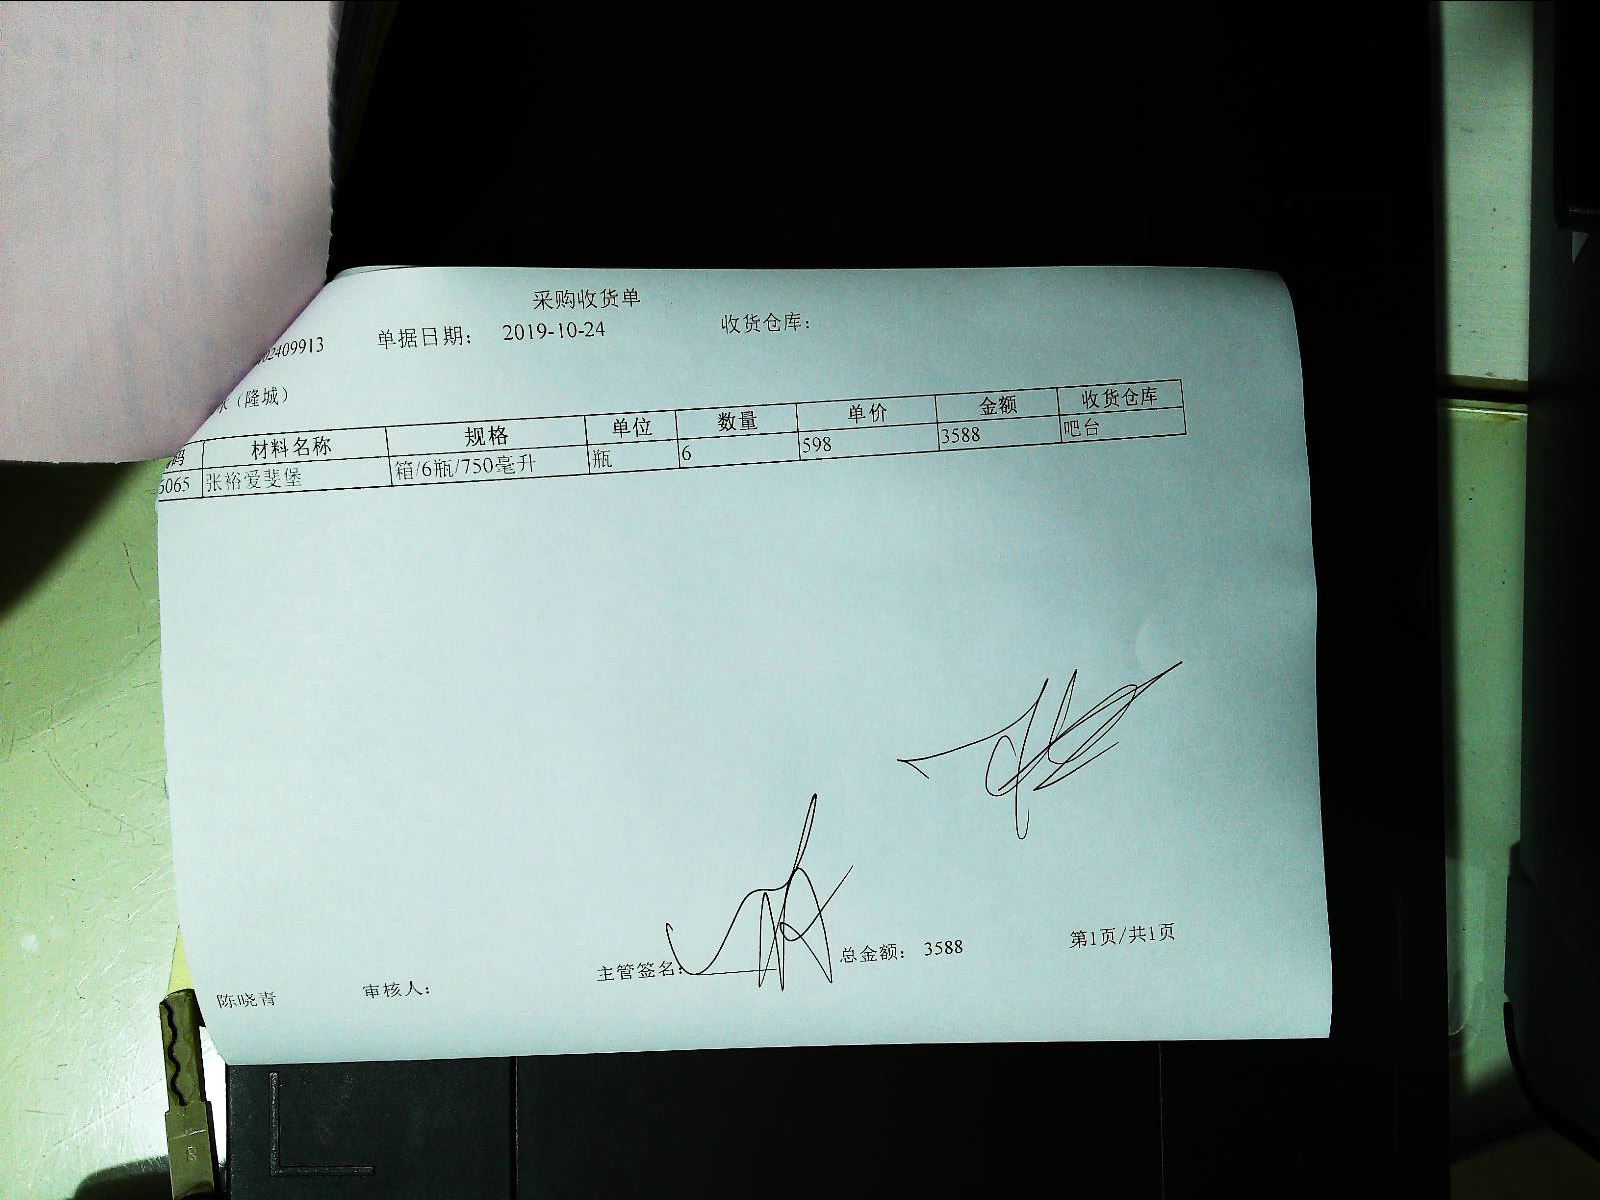 采购收货单
02409913 单据日期： 2019-10-24 收货仓库：
（隆城）
码 材料名称 规格 单位 数量 单价 金额 收货仓库
5065 张裕爱斐堡 箱/6瓶/750毫升 瓶 6 598 3588 吧台
陈晓青 审核人： 主管签名： 总金额： 3588 第1页/共1页